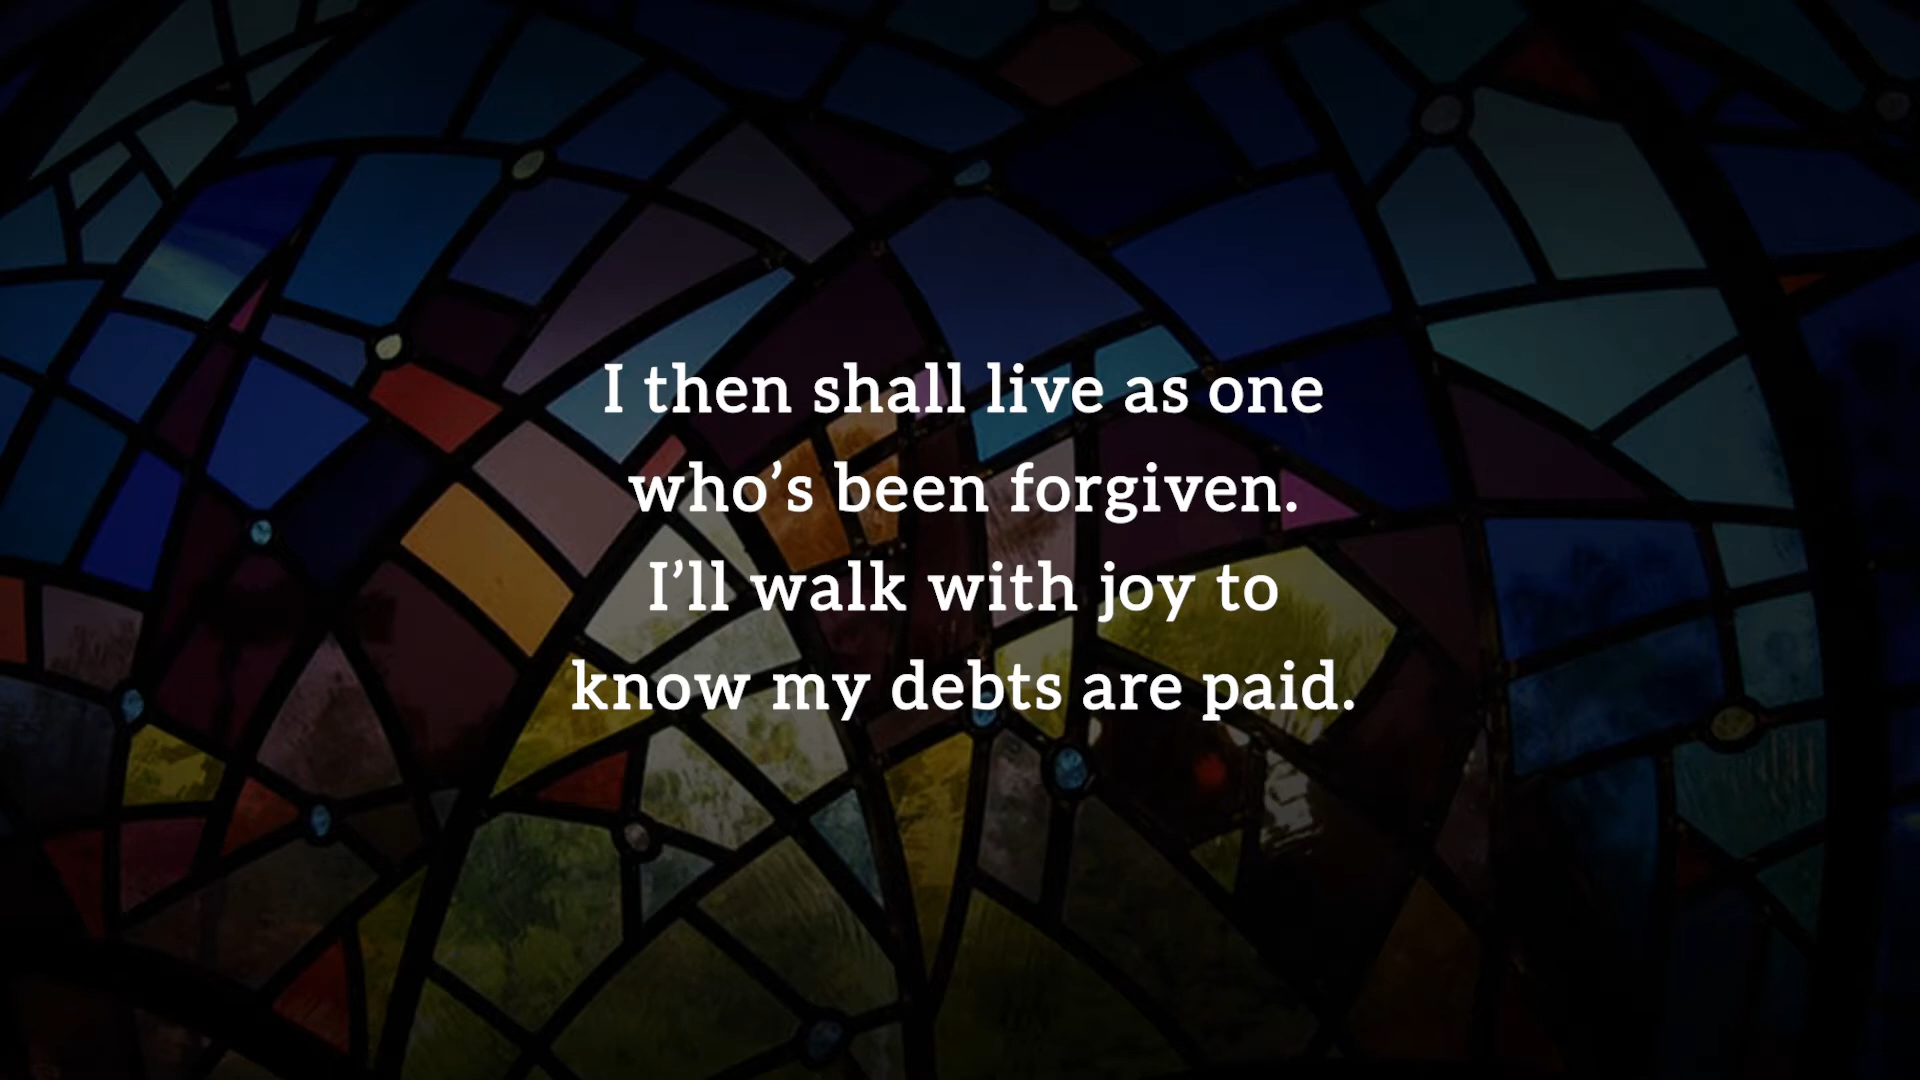 I then shall live as one
who’s been forgiven.
I’ll walk with joy to
know my debts are paid.